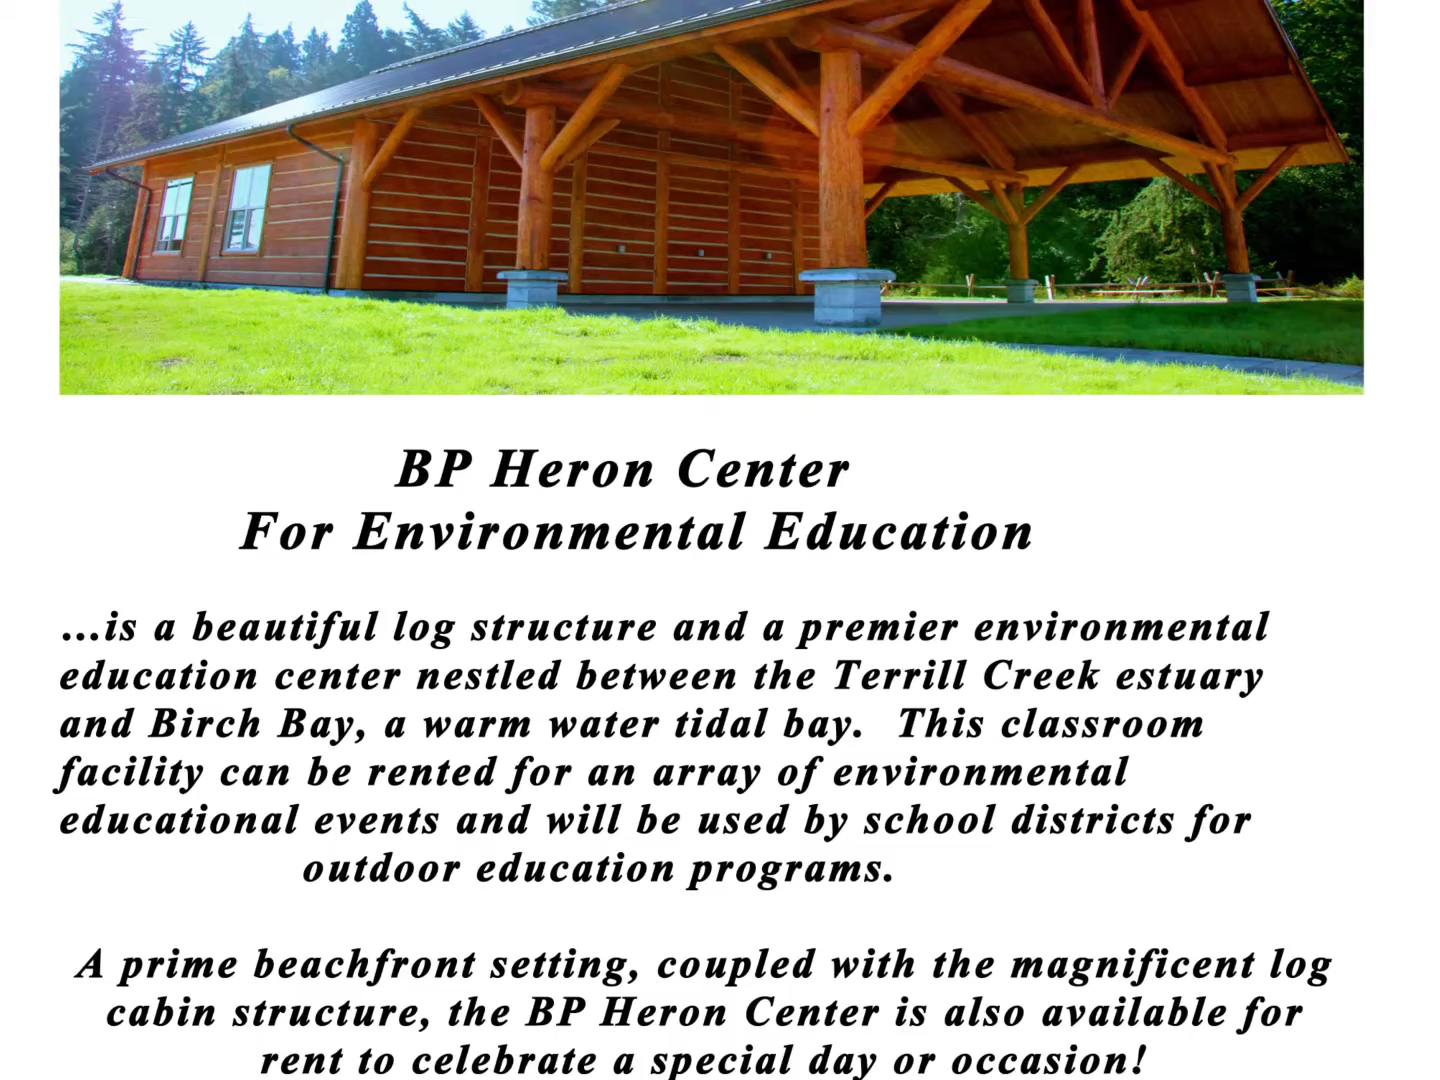 BP Heron Center
For Environmental Education
...is a beautiful log structure and a premier environmental
education center nestled between the Terrill Creek estuary
and Birch Bay, a warm water tidal bay.  This classroom
facility can be rented for an array of environmental
educational events and will be used by school districts for
outdoor education programs.
A prime beachfront setting, coupled with the magnificent log
cabin structure, the BP Heron Center is also available for
rent to celebrate a special day or occasion!